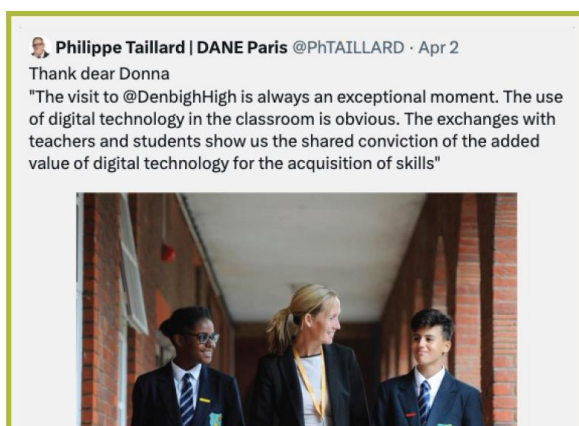 Philippe Taillard | DANE Paris @PhTAILLARD · Apr 2
Thank dear Donna
"The visit to @DenbighHigh is always an exceptional moment. The use
of digital technology in the classroom is obvious. The exchanges with
teachers and students show us the shared conviction of the added
value of digital technology for the acquisition of skills"